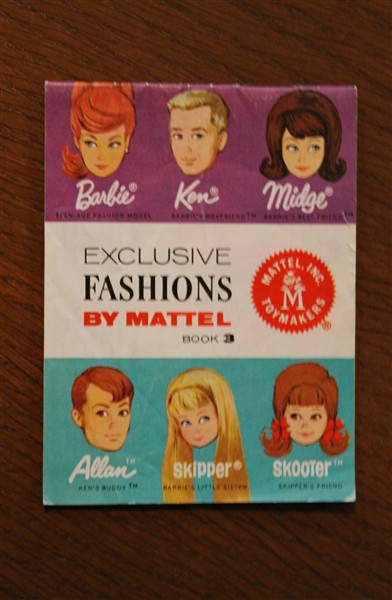 Barbie® Ken® Midge®
TEEN-AGE FASHION MODEL BARBIE'S BOYFRIEND™ BARBIE'S BEST FRIEND™
EXCLUSIVE
FASHIONS
BY MATTEL
BOOK 3
MATTEL, INC.
M
TOYMAKERS
®
Allan™ SKIPPER® SKOOTER™
KEN'S BUDDY™ BARBIE'S LITTLE SISTER SKIPPER'S FRIEND